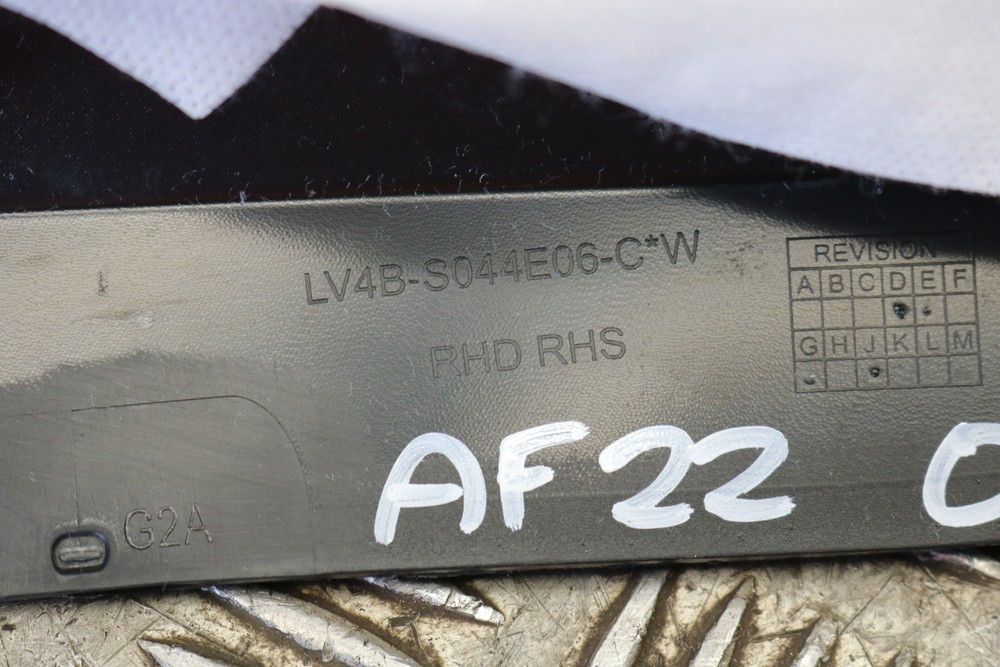 LV4B-S044E06-C*W
RHD RHS
REVISION
A B C D E F
G H J K L M
AF22
G2A